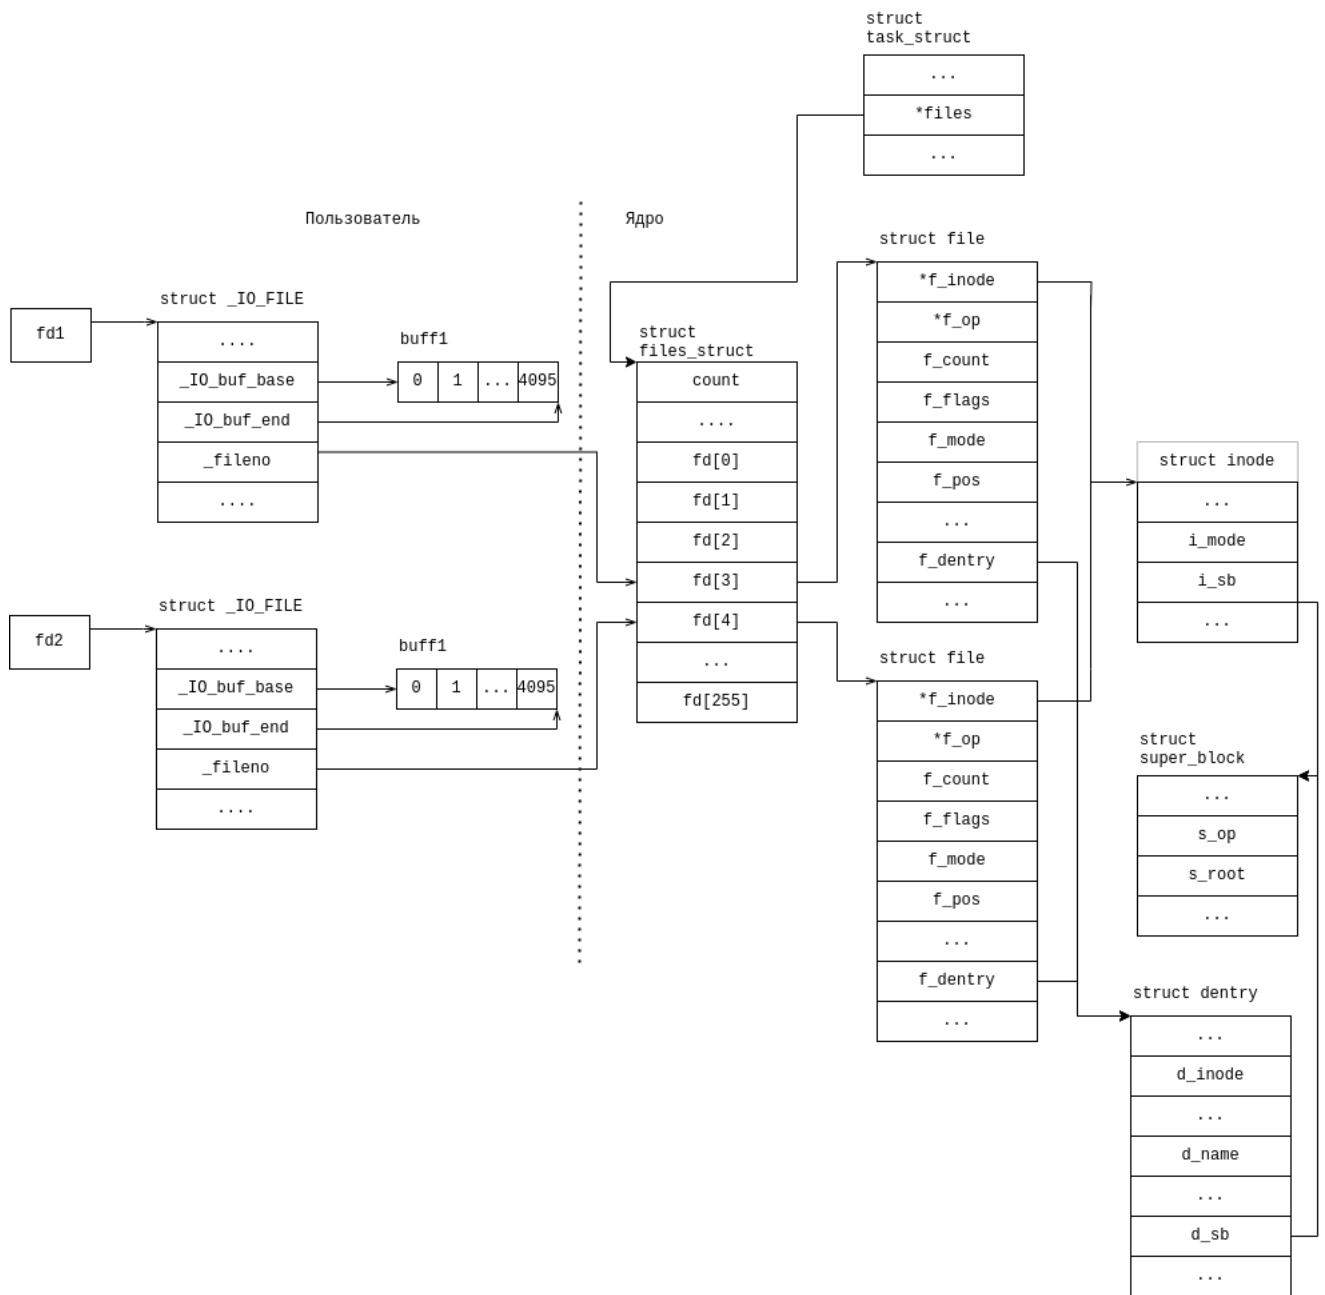 struct
task_struct
...
*files
...
Пользователь
Ядро
struct _IO_FILE
fd1
....
_IO_buf_base
_IO_buf_end
_fileno
....
buff1
0 1 ... 4095
struct _IO_FILE
fd2
....
_IO_buf_base
_IO_buf_end
_fileno
....
buff1
0 1 ... 4095
struct
files_struct
count
....
fd[0]
fd[1]
fd[2]
fd[3]
fd[4]
...
fd[255]
struct file
*f_inode
*f_op
f_count
f_flags
f_mode
f_pos
...
f_dentry
...
struct file
*f_inode
*f_op
f_count
f_flags
f_mode
f_pos
...
f_dentry
...
struct inode
...
i_mode
i_sb
...
struct
super_block
...
s_op
s_root
...
struct dentry
...
d_inode
...
d_name
...
d_sb
...